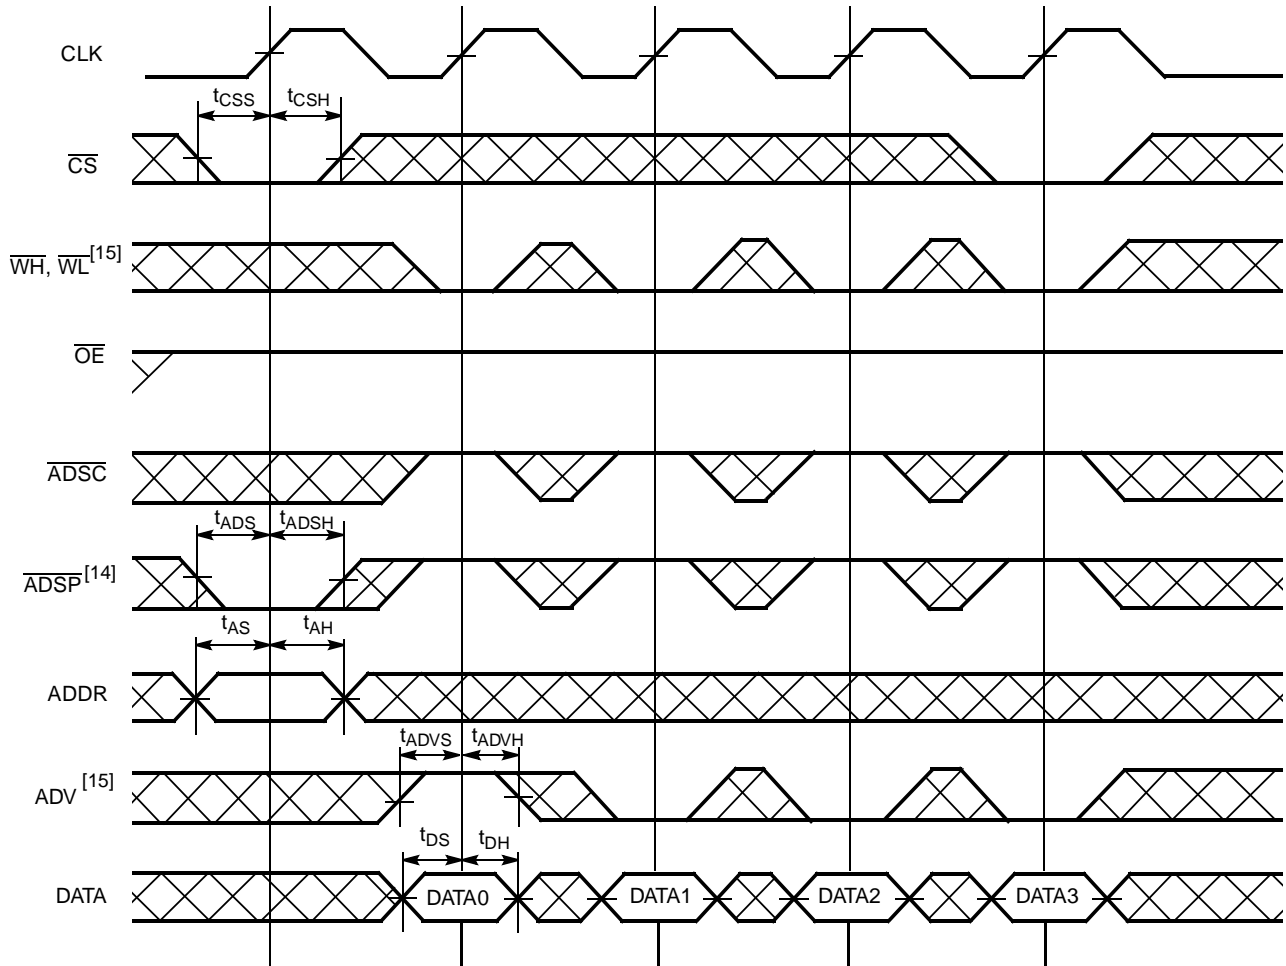 CLK
tCSS tCSH
CS
WH, WL[15]
OE
ADSC
tADS tADSH
ADSP[14]
tAS tAH
ADDR
tADVS tADVH
ADV [15]
tDS tDH
DATA DATA0 DATA1 DATA2 DATA3